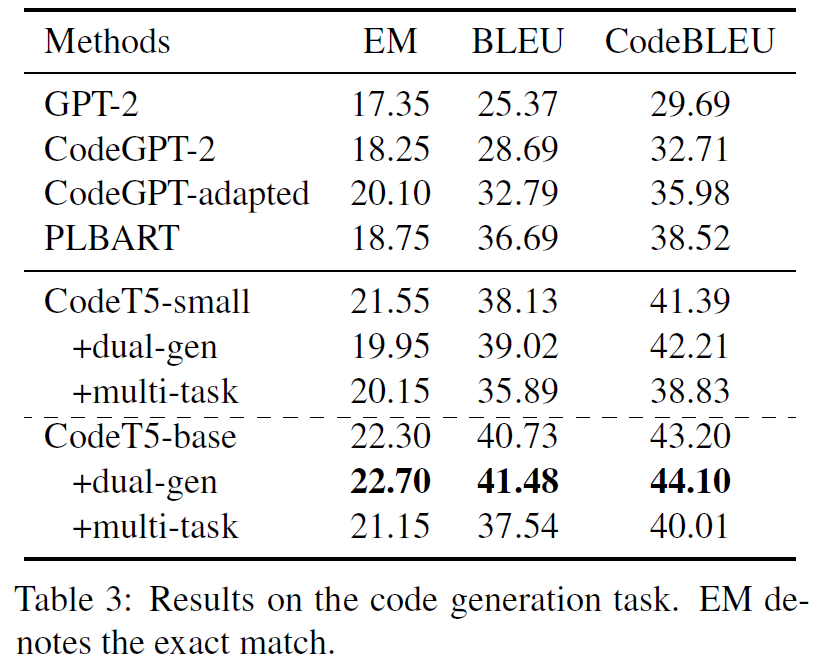 Methods EM BLEU CodeBLEU
GPT-2 17.35 25.37 29.69
CodeGPT-2 18.25 28.69 32.71
CodeGPT-adapted 20.10 32.79 35.98
PLBART 18.75 36.69 38.52
CodeT5-small 21.55 38.13 41.39
+dual-gen 19.95 39.02 42.21
+multi-task 20.15 35.89 38.83
CodeT5-base 22.30 40.73 43.20
+dual-gen 22.70 41.48 44.10
+multi-task 21.15 37.54 40.01
Table 3: Results on the code generation task. EM de-
notes the exact match.